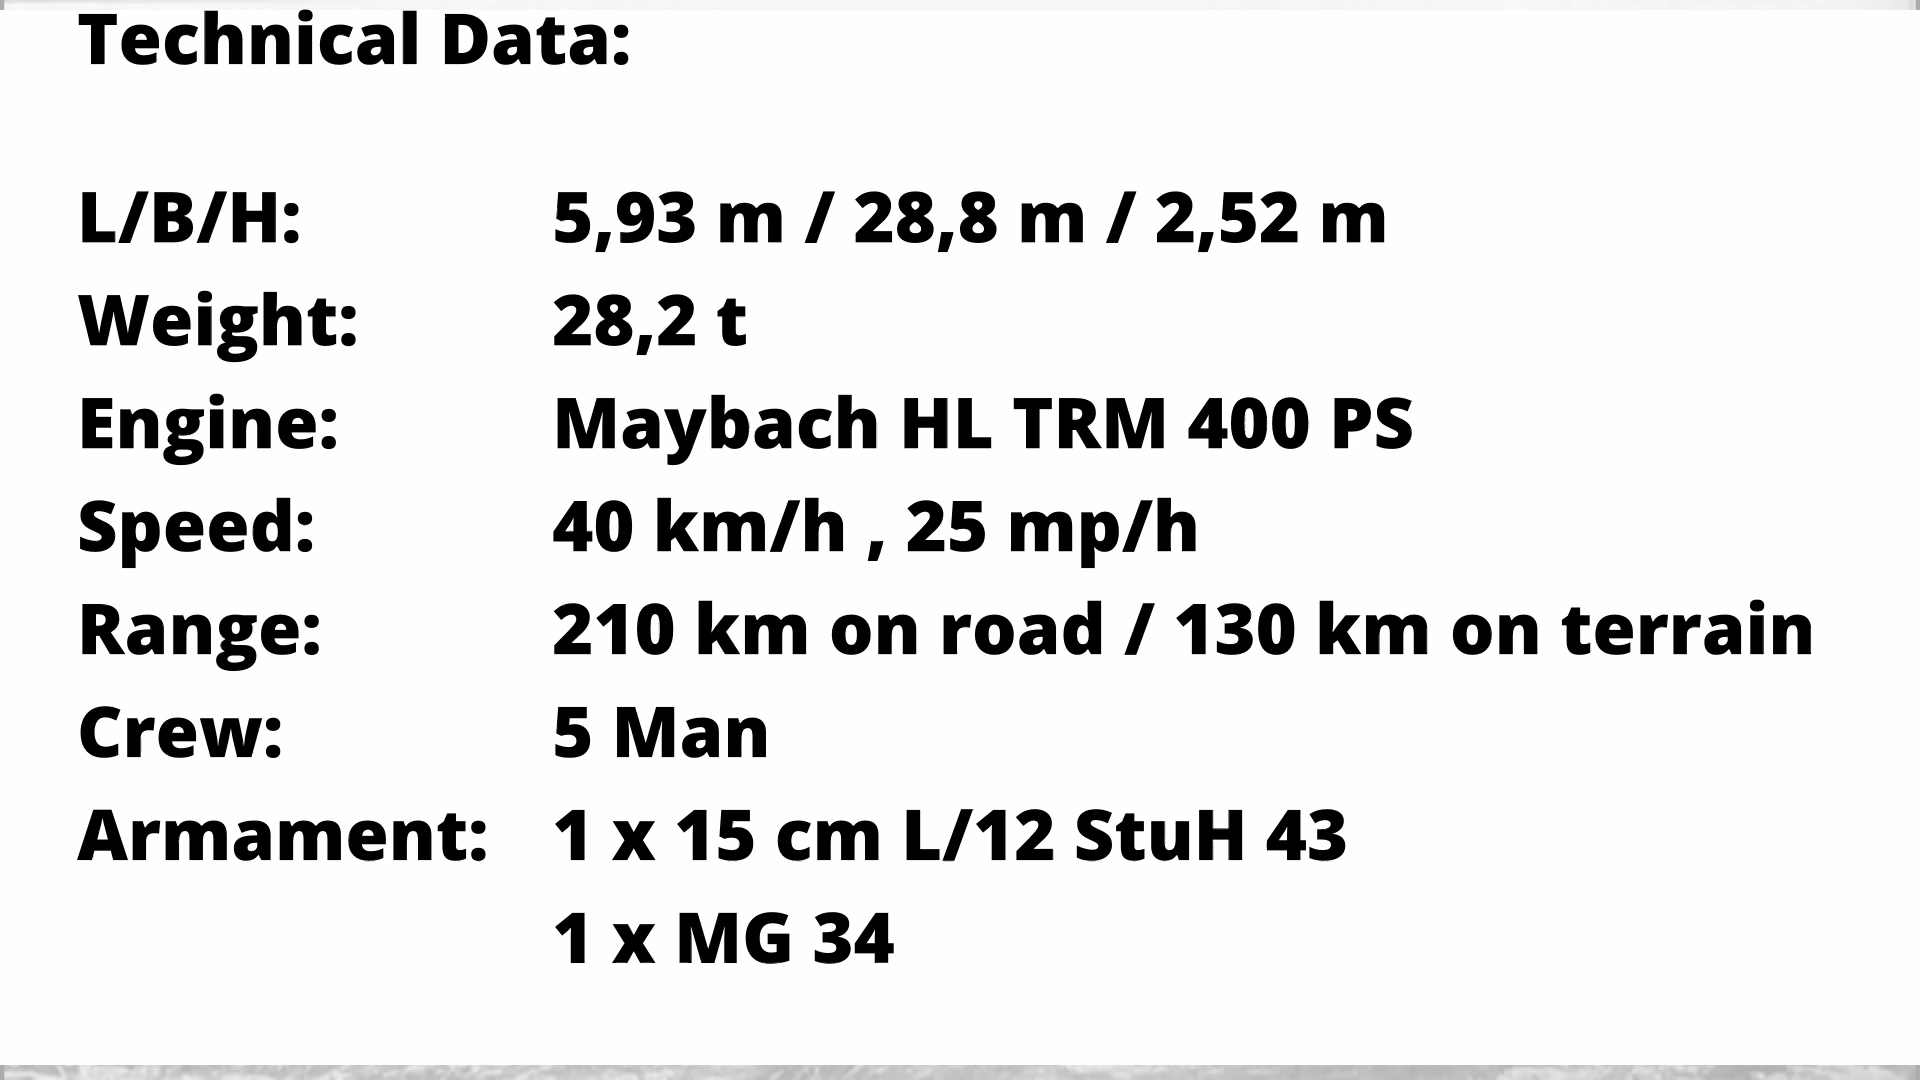 Technical Data:
L/B/H: 5,93 m / 28,8 m / 2,52 m
Weight: 28,2 t
Engine: Maybach HL TRM 400 PS
Speed: 40 km/h , 25 mp/h
Range: 210 km on road / 130 km on terrain
Crew: 5 Man
Armament: 1 x 15 cm L/12 StuH 43
1 x MG 34